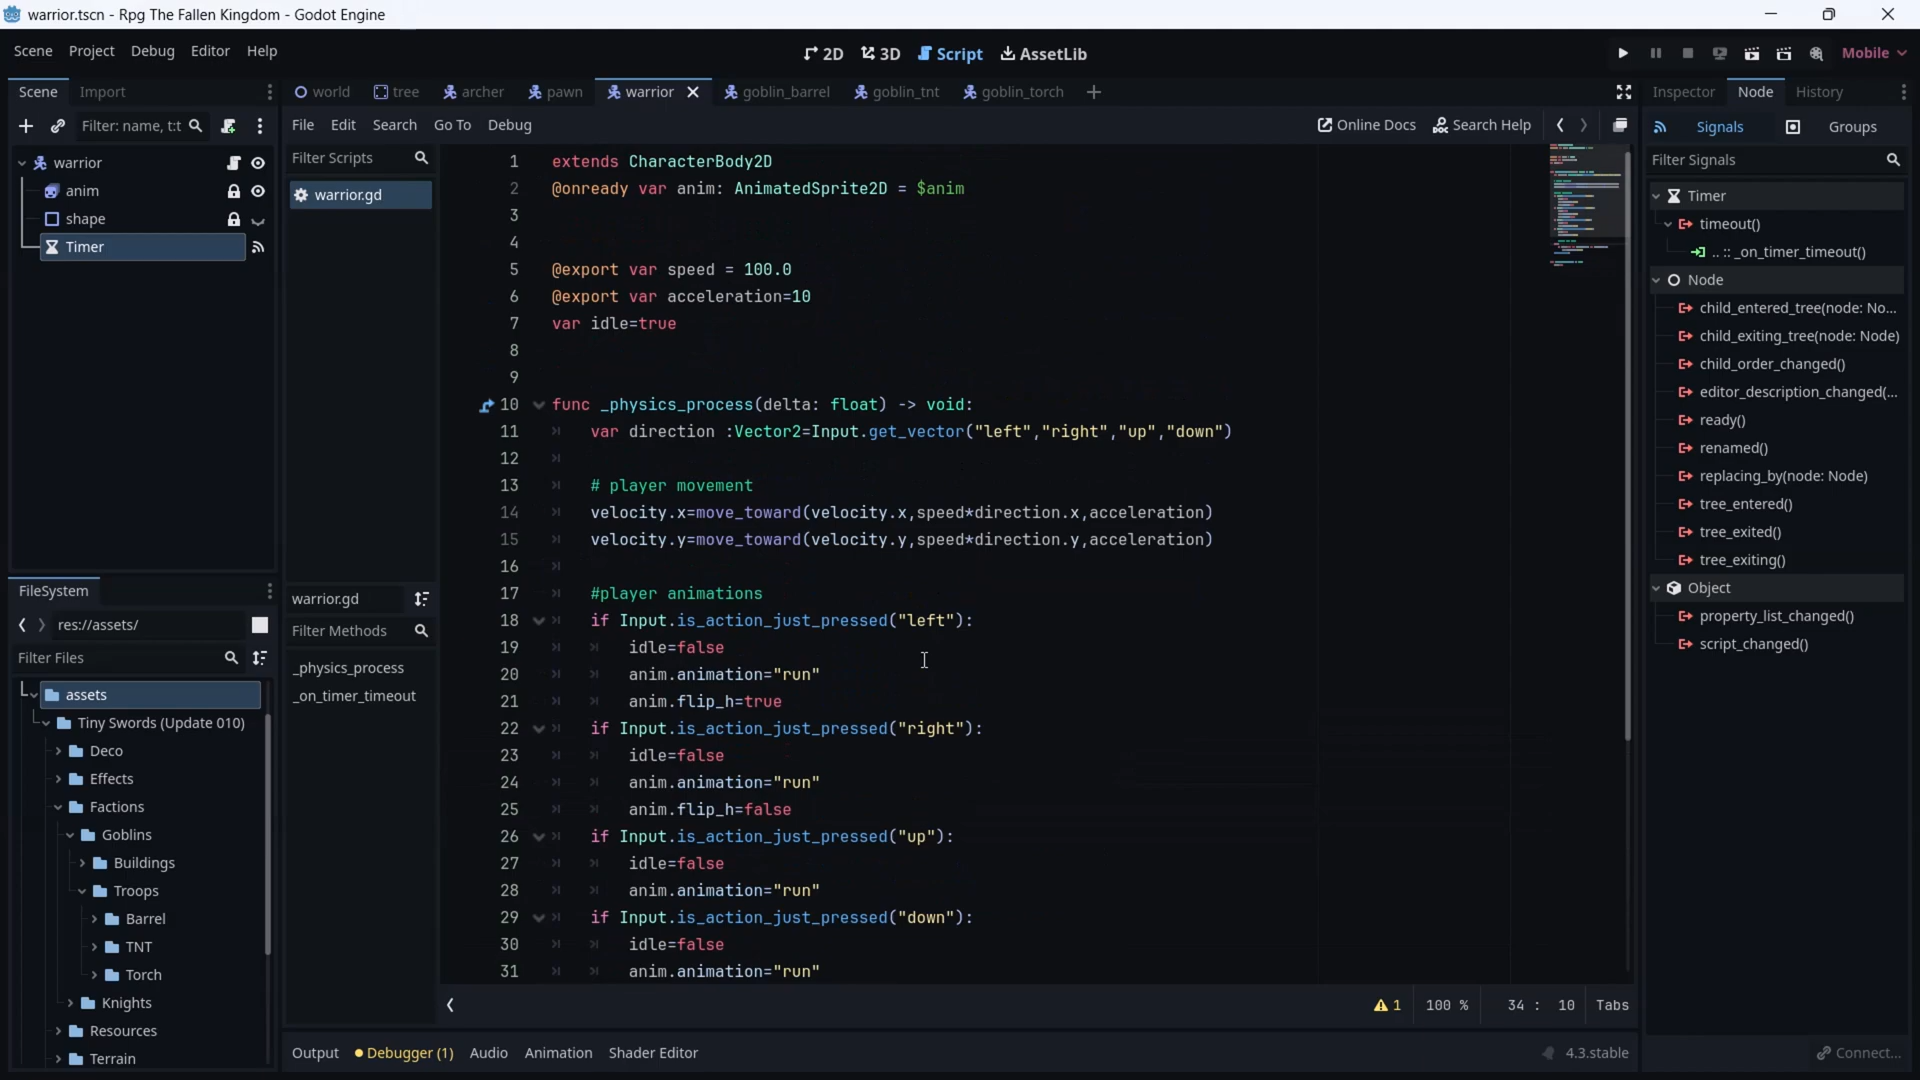 warrior.tscn - Rpg The Fallen Kingdom - Godot Engine
Scene Project Debug Editor Help
2D 3D Script AssetLib
Mobile
Scene Import
world tree archer pawn warrior goblin_barrel goblin_tnt goblin_torch
Inspector Node History
Filter: name, t:t
File Edit Search Go To Debug
Online Docs Search Help
Signals Groups
warrior
anim
shape
Timer
Filter Scripts
warrior.gd
1 extends CharacterBody2D
2 @onready var anim: AnimatedSprite2D = $anim
3
4
5 @export var speed = 100.0
6 @export var acceleration=10
7 var idle=true
8
9
10 func _physics_process(delta: float) -> void:
11 var direction :Vector2=Input.get_vector("left","right","up","down")
12
13 # player movement
14 velocity.x=move_toward(velocity.x,speed*direction.x,acceleration)
15 velocity.y=move_toward(velocity.y,speed*direction.y,acceleration)
16
17 #player animations
18 if Input.is_action_just_pressed("left"):
19 idle=false
20 anim.animation="run"
21 anim.flip_h=true
22 if Input.is_action_just_pressed("right"):
23 idle=false
24 anim.animation="run"
25 anim.flip_h=false
26 if Input.is_action_just_pressed("up"):
27 idle=false
28 anim.animation="run"
29 if Input.is_action_just_pressed("down"):
30 idle=false
31 anim.animation="run"
warrior.gd
Filter Methods
_physics_process
_on_timer_timeout
FileSystem
res://assets/
Filter Files
assets
Tiny Swords (Update 010)
Deco
Effects
Factions
Goblins
Buildings
Troops
Barrel
TNT
Torch
Knights
Resources
Terrain
Filter Signals
Timer
timeout()
.. :: _on_timer_timeout()
Node
child_entered_tree(node: No...
child_exiting_tree(node: Node)
child_order_changed()
editor_description_changed(...
ready()
renamed()
replacing_by(node: Node)
tree_entered()
tree_exited()
tree_exiting()
Object
property_list_changed()
script_changed()
1 100 % 34 : 10 Tabs
Output Debugger (1) Audio Animation Shader Editor
4.3.stable
Connect...